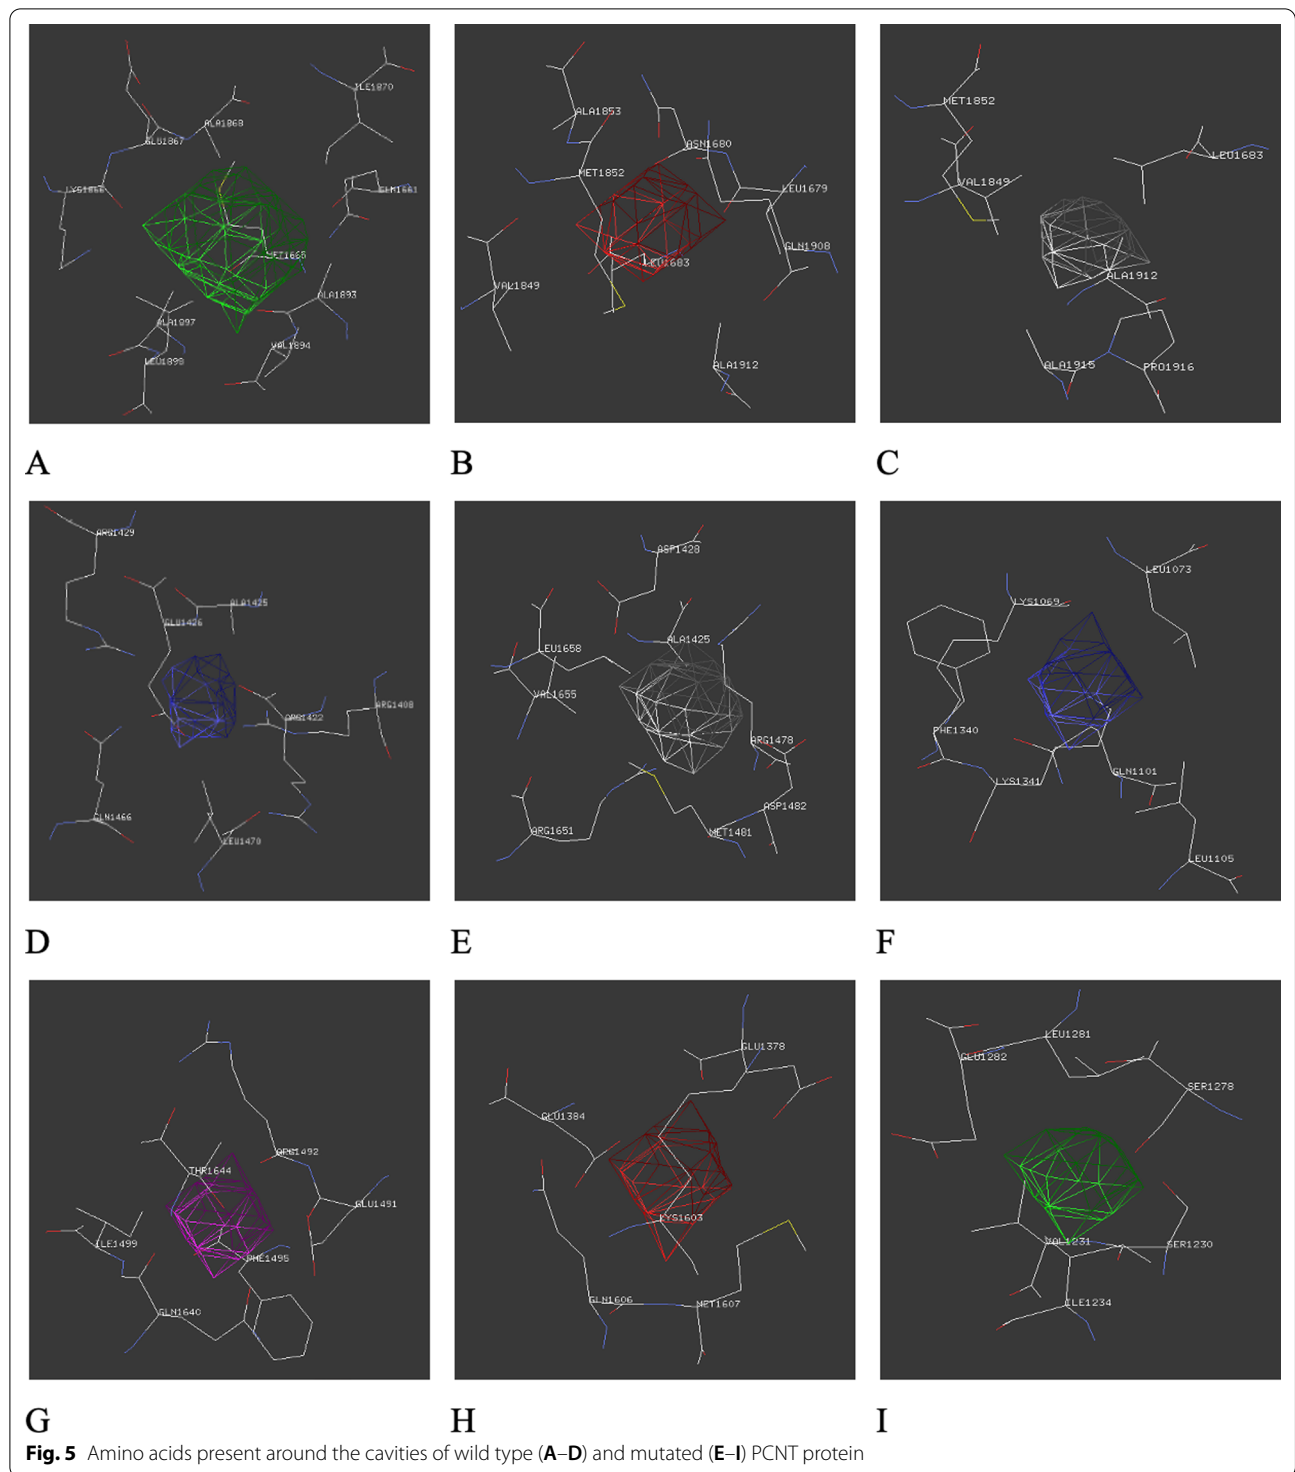 ILE1870
ALA1868
GLU1867
LYS1866
GLN1661
MET1665
ALA1893
ALA1897
VAL1894
LEU1898
A
ALA1853
ASN1680
MET1852
LEU1679
GLN1908
LEU1683
VAL1849
ALA1912
B
MET1852
LEU1683
VAL1849
ALA1912
ALA1915
PRO1916
C
ARG1429
ALA1425
GLU1426
ARG1408
ARG1422
GLN1466
LEU1470
D
ASP1428
ALA1425
LEU1658
VAL1655
ARG1478
ASP1482
ARG1651
MET1481
E
LEU1073
LYS1069
PHE1340
GLN1101
LYS1341
LEU1105
F
ARG1492
THR1644
GLU1491
ILE1499
PHE1495
GLN1640
G
GLU1378
GLU1384
LYS1603
GLN1606
MET1607
H
LEU1281
GLU1282
SER1278
VAL1231
SER1230
ILE1234
I
Fig. 5 Amino acids present around the cavities of wild type (A–D) and mutated (E–I) PCNT protein